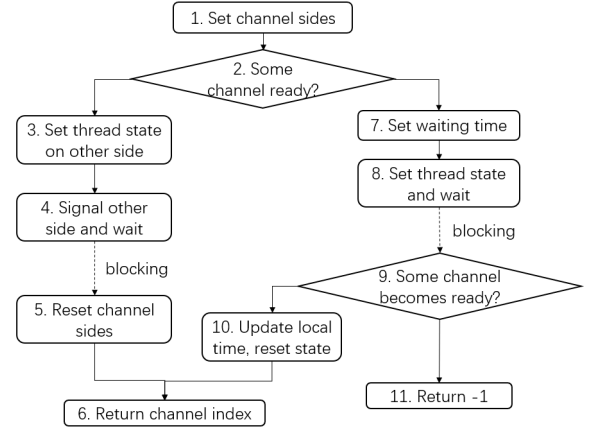 1. Set channel sides
2. Some
channel ready?
3. Set thread state
on other side
4. Signal other
side and wait
blocking
5. Reset channel
sides
6. Return channel index
7. Set waiting time
8. Set thread state
and wait
blocking
9. Some channel
becomes ready?
10. Update local
time, reset state
11. Return -1